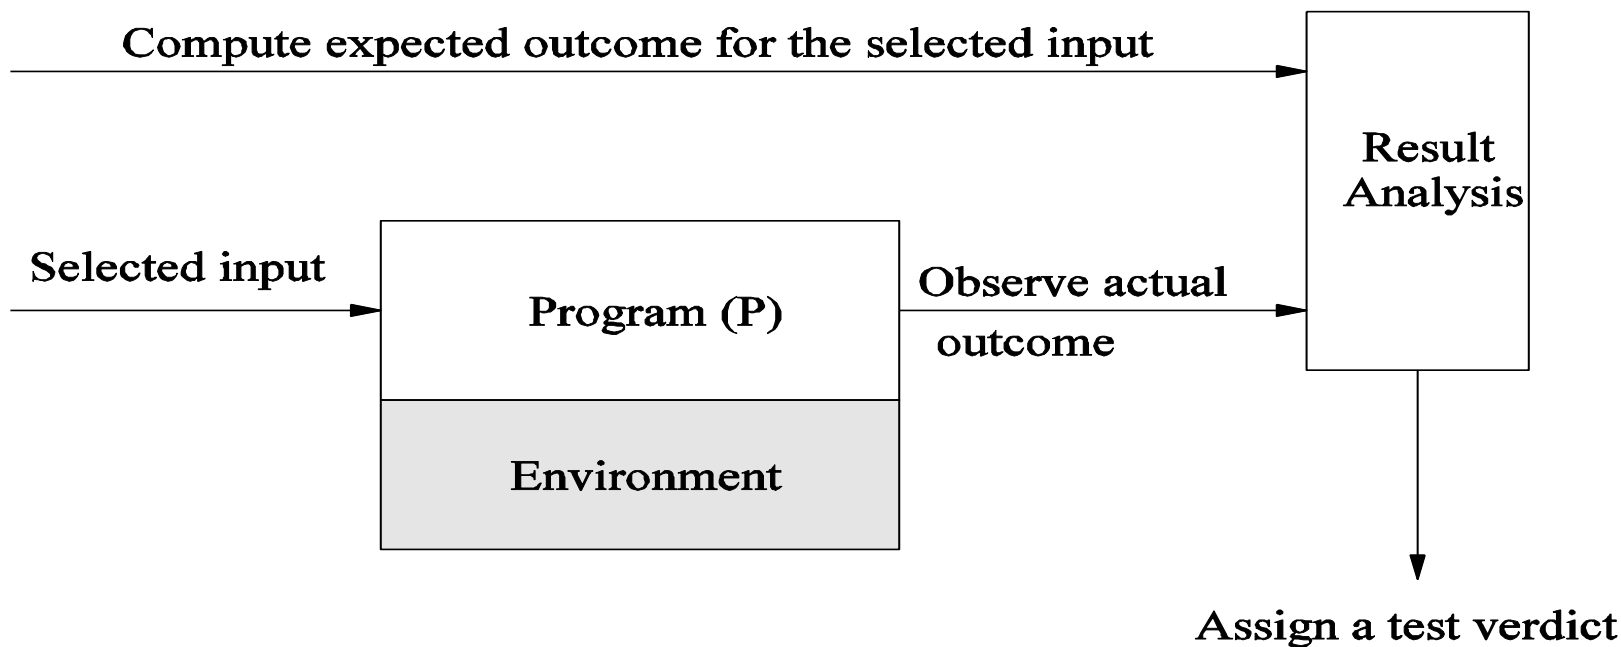 Compute expected outcome for the selected input
Result
Analysis
Selected input
Program (P)
Observe actual
outcome
Environment
Assign a test verdict